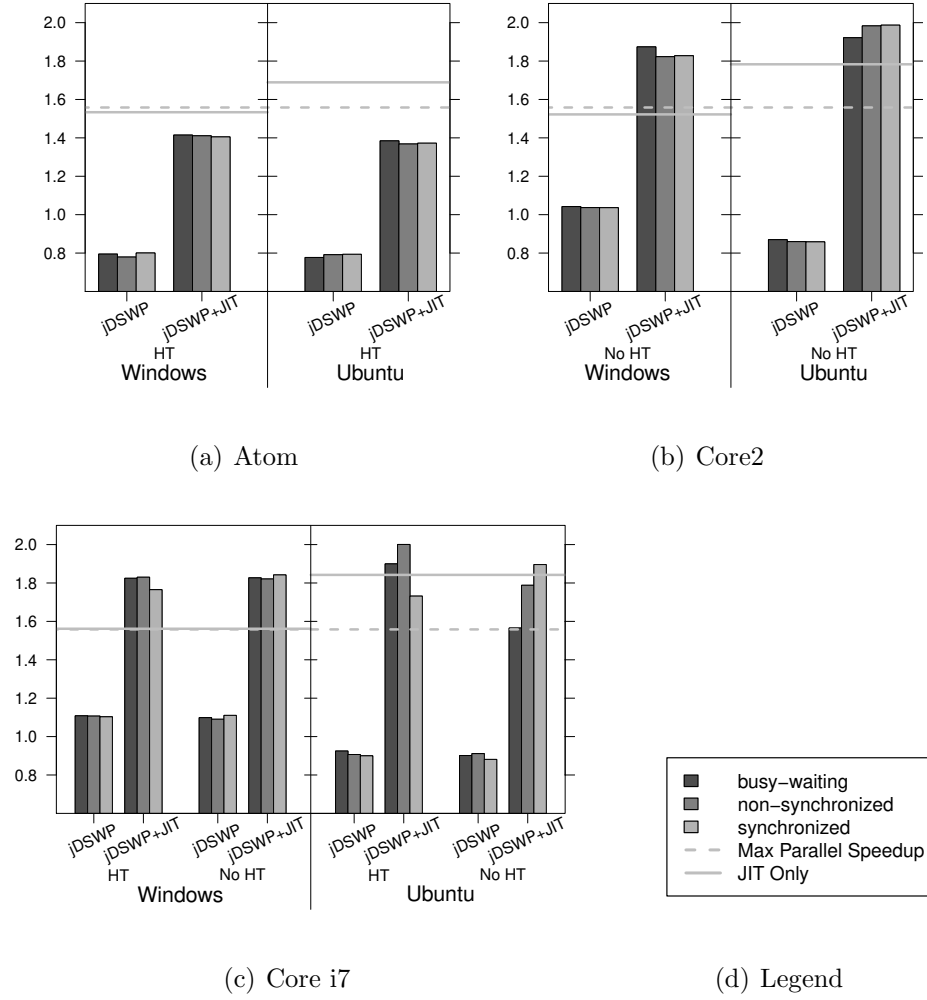 2.0
1.8
1.6
1.4
1.2
1.0
0.8
jDSWP
jDSWP+JIT
jDSWP
jDSWP+JIT
HT
HT
Windows
Ubuntu
(a) Atom
2.0
1.8
1.6
1.4
1.2
1.0
0.8
jDSWP
jDSWP+JIT
jDSWP
jDSWP+JIT
No HT
No HT
Windows
Ubuntu
(b) Core2
2.0
1.8
1.6
1.4
1.2
1.0
0.8
jDSWP
jDSWP+JIT
jDSWP
jDSWP+JIT
jDSWP
jDSWP+JIT
jDSWP
jDSWP+JIT
HT
No HT
HT
No HT
Windows
Ubuntu
(c) Core i7
busy−waiting
non−synchronized
synchronized
Max Parallel Speedup
JIT Only
(d) Legend